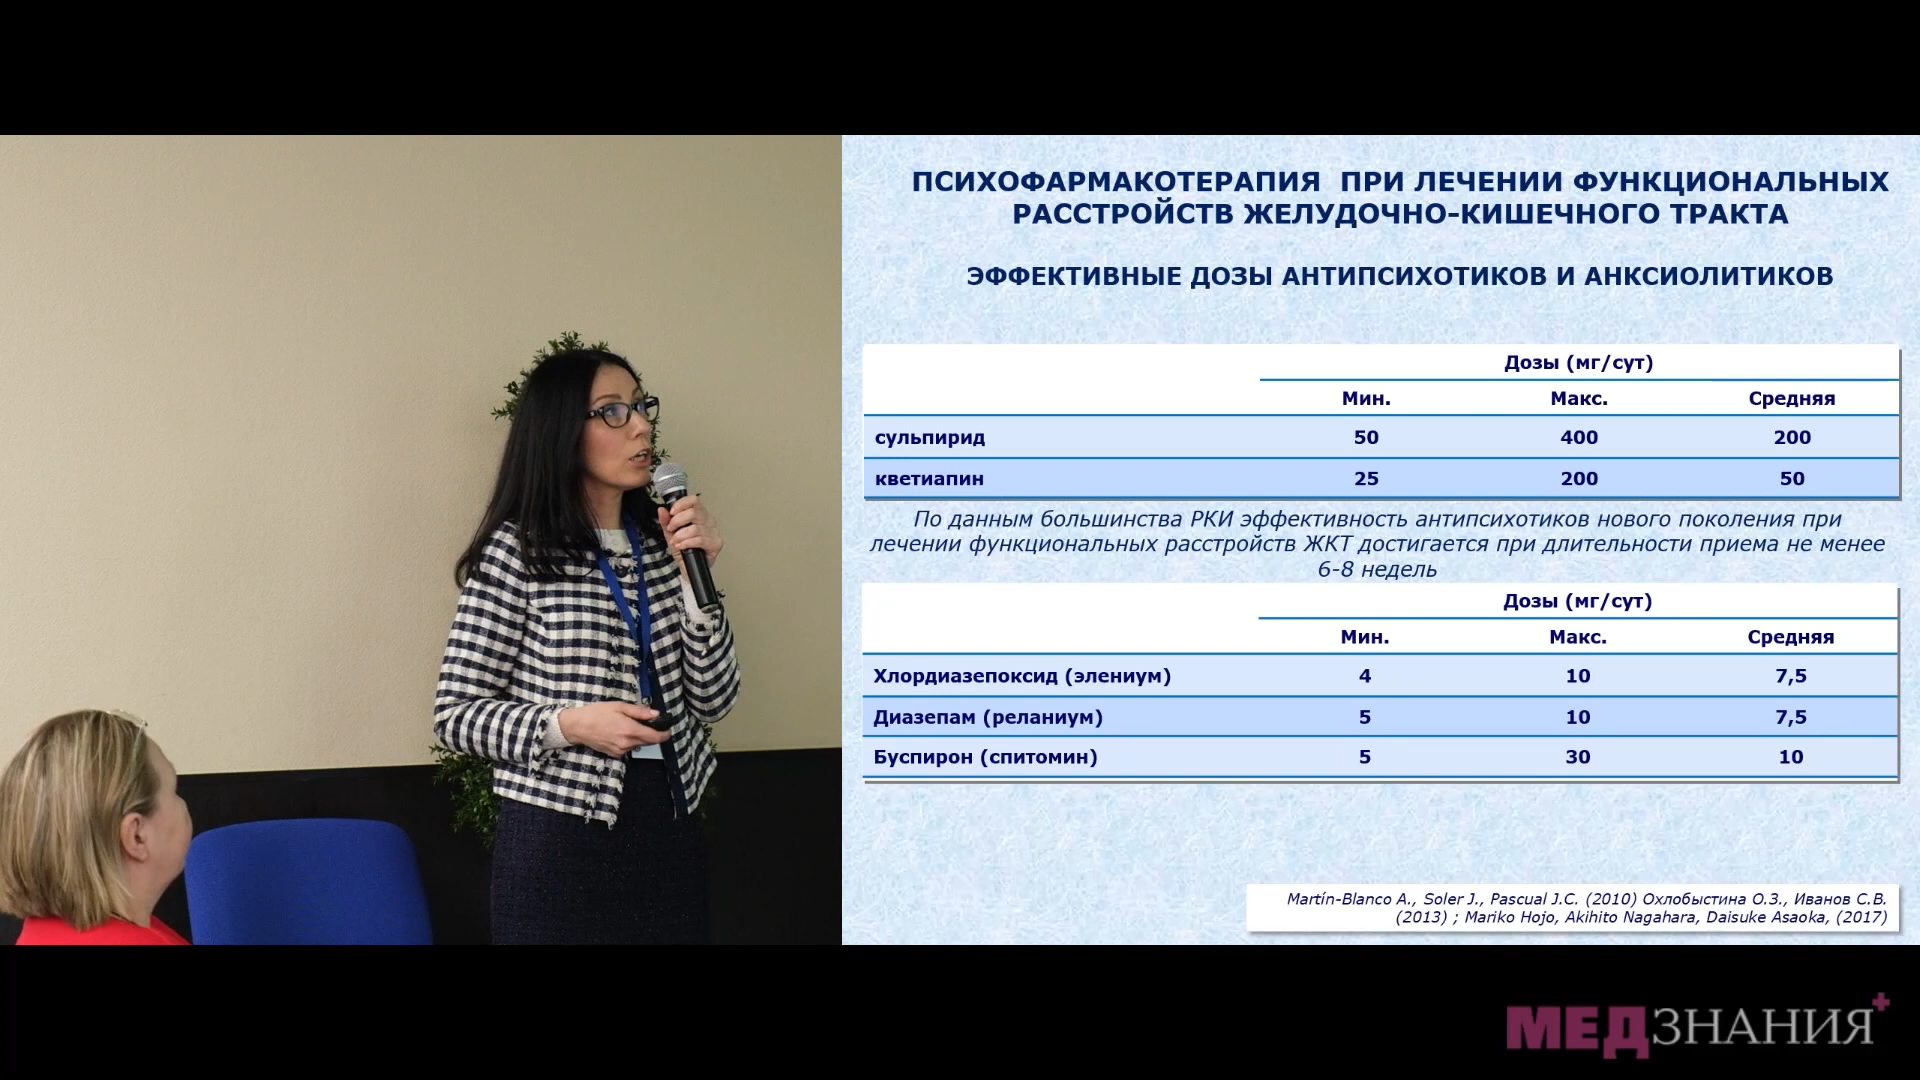 ПСИХОФАРМАКОТЕРАПИЯ ПРИ ЛЕЧЕНИИ ФУНКЦИОНАЛЬНЫХ
РАССТРОЙСТВ ЖЕЛУДОЧНО-КИШЕЧНОГО ТРАКТА
ЭФФЕКТИВНЫЕ ДОЗЫ АНТИПСИХОТИКОВ И АНКСИОЛИТИКОВ
Дозы (мг/сут)
Мин. Макс. Средняя
сульпирид 50 400 200
кветиапин 25 200 50
По данным большинства РКИ эффективность антипсихотиков нового поколения при
лечении функциональных расстройств ЖКТ достигается при длительности приема не менее
6-8 недель
Дозы (мг/сут)
Мин. Макс. Средняя
Хлордиазепоксид (элениум) 4 10 7,5
Диазепам (реланиум) 5 10 7,5
Буспирон (спитомин) 5 30 10
Martín-Blanco A., Soler J., Pascual J.C. (2010) Охлобыстина О.З., Иванов С.В.
(2013) ; Mariko Hojo, Akihito Nagahara, Daisuke Asaoka, (2017)
МЕДЗНАНИЯ+